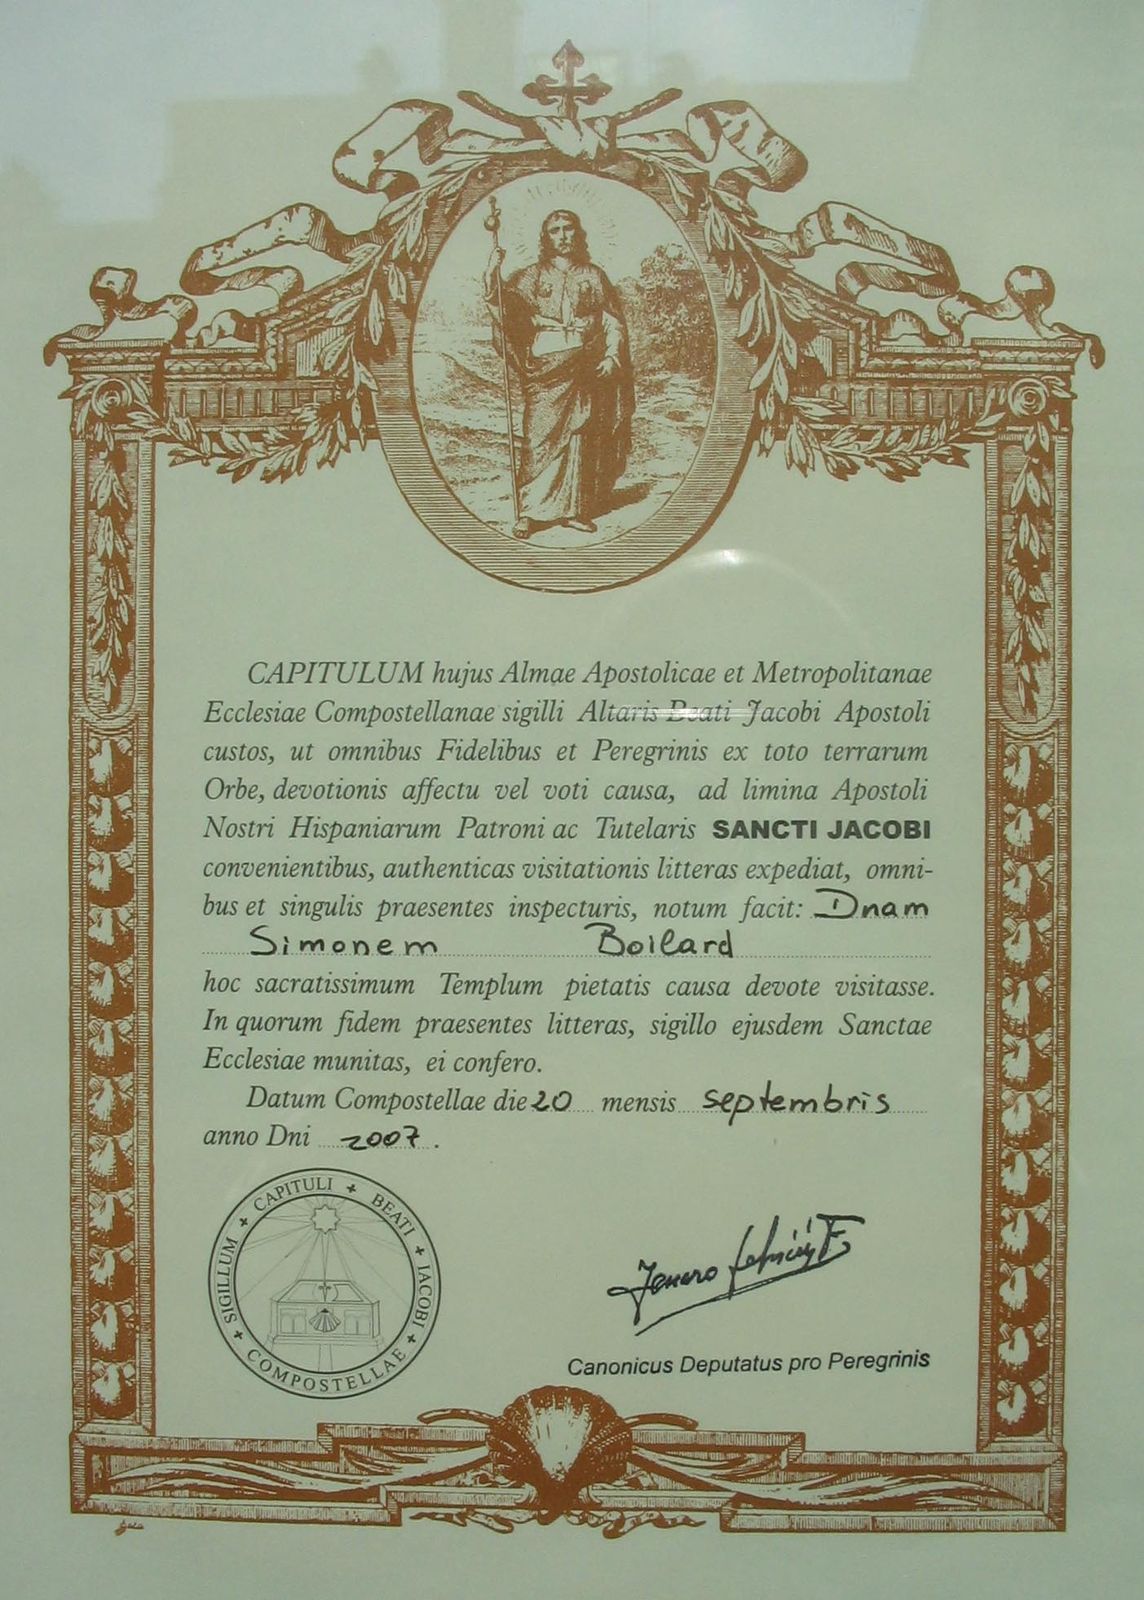 CAPITULUM hujus Almae Apostolicae et Metropolitanae
Ecclesiae Compostellanae sigilli Altaris Beati Jacobi Apostoli
custos, ut omnibus Fidelibus et Peregrinis ex toto terrarum
Orbe, devotionis affectu vel voti causa, ad limina Apostoli
Nostri Hispaniarum Patroni ac Tutelaris SANCTI JACOBI
convenientibus, authenticas visitationis litteras expediat, omni-
bus et singulis praesentes inspecturis, notum facit: Dnam
Simonem Boilard
hoc sacratissimum Templum pietatis causa devote visitasse.
In quorum fidem praesentes litteras, sigillo ejusdem Sanctae
Ecclesiae munitas, ei confero.
Datum Compostellae die 20 mensis septembris
anno Dni 2007.
SIGILLUM + CAPITULI + BEATI + IACOBI + COMPOSTELLAE +
Canonicus Deputatus pro Peregrinis